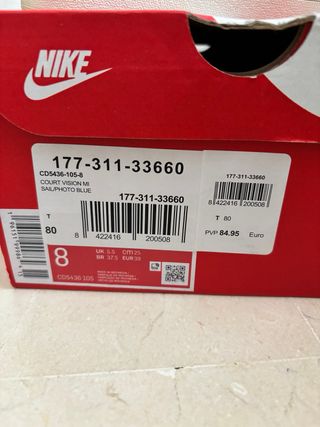 NIKE
177-311-33660
CD5436-105-8
COURT VISION MI
SAIL/PHOTO BLUE
177-311-33660
T
80
8 422416 200508
177-311-33660
8 422416 200508
T 80
PVP 84.95 Euro
8
UK 5.5 cm 25
BR 37.5 EUR 39
CD5436 105